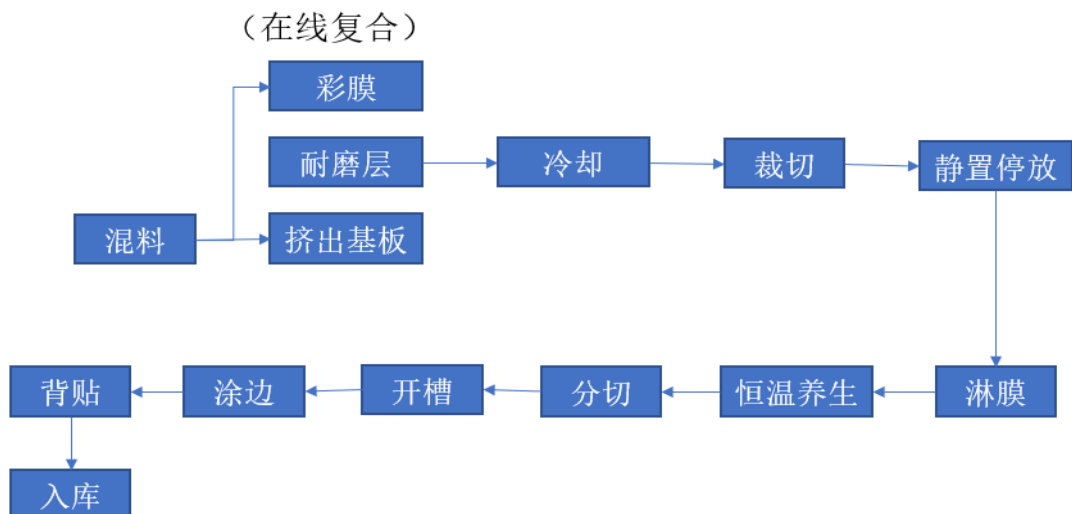 （在线复合）
彩膜
耐磨层
冷却
裁切
静置停放
混料
挤出基板
背贴
涂边
开槽
分切
恒温养生
淋膜
入库